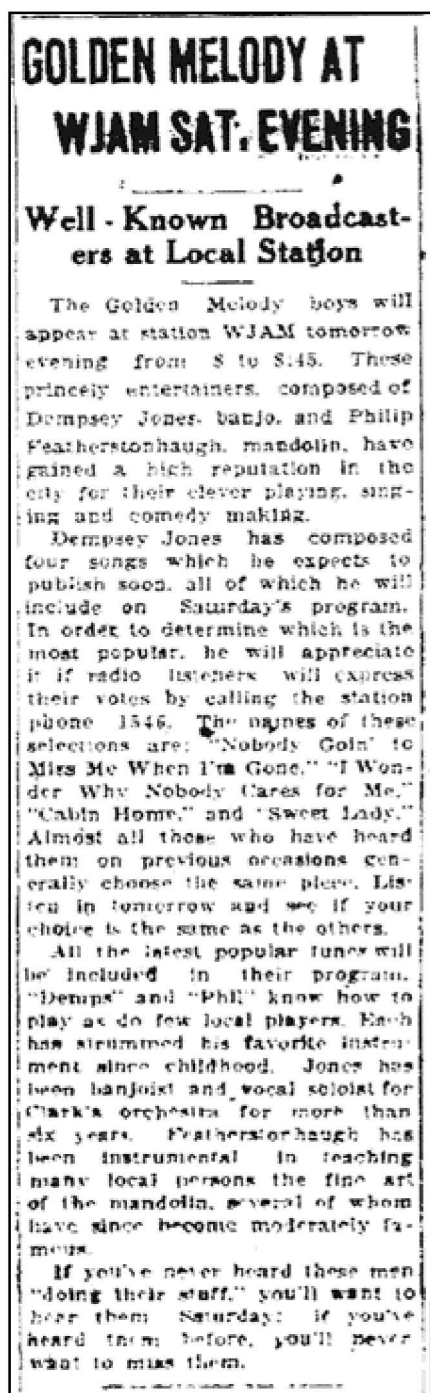 GOLDEN MELODY AT
WJAM SAT. EVENING
Well - Known Broadcast-
ers at Local Station
The Golden Melody boys will
appear at station WJAM tomorrow
evening from 8 to 8:45. These
princely entertainers, composed of
Dempsey Jones, banjo, and Philip
Featherstonhaugh, mandolin, have
gained a high reputation in the
city for their clever playing, sing-
ing and comedy making.
Dempsey Jones has composed
four songs which he expects to
publish soon, all of which he will
include on Saturday's program.
In order to determine which is the
most popular, he will appreciate
it if radio listeners will express
their votes by calling the station
phone 1546. The names of these
selections are: "Nobody Goin' to
Miss Me When I'm Gone," "I Won-
der Why Nobody Cares for Me,"
"Cabin Home," and "Sweet Lady."
Almost all those who have heard
them on previous occasions gen-
erally choose the same piece. Lis-
ten in tomorrow and see if your
choice is the same as the others.
All the latest popular tunes will
be included in their program.
"Demps" and "Phil" know how to
play as do few local players. Each
has strummed his favorite instru-
ment since childhood. Jones has
been banjoist and vocal soloist for
Clark's orchestra for more than
six years. Featherstonhaugh has
been instrumental in teaching
many local persons the fine art
of the mandolin, several of whom
have since become moderately fa-
mous.
If you've never heard these men
"doing their stuff," you'll want to
hear them Saturday; if you've
heard them before, you'll never
want to miss them.